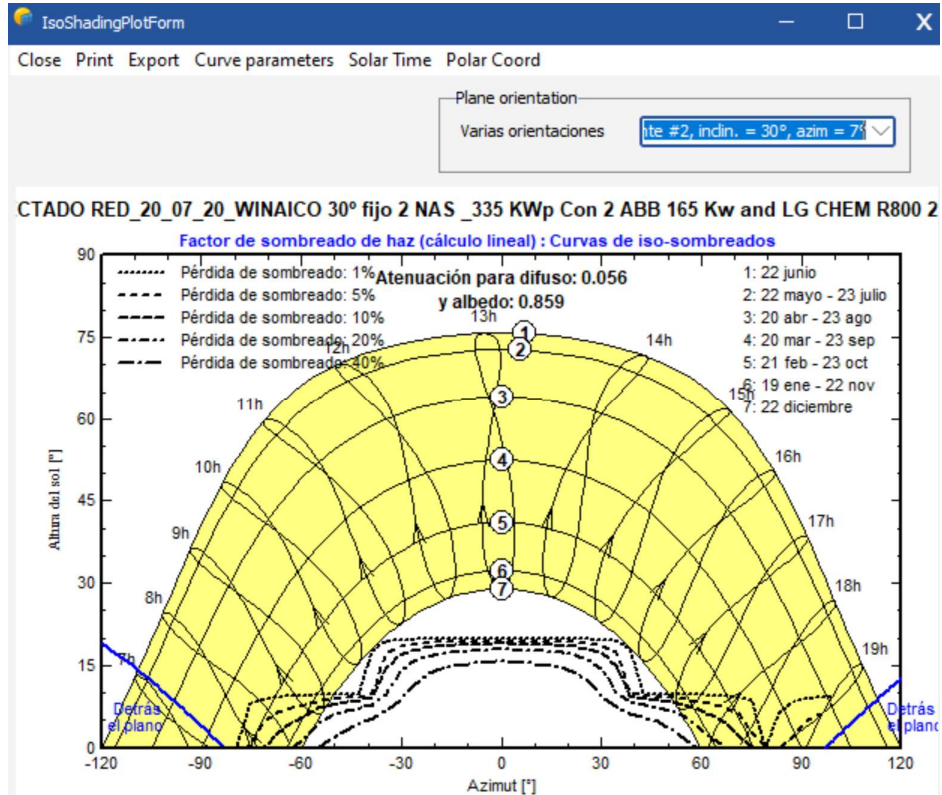 IsoShadingPlotForm
Close Print Export Curve parameters Solar Time Polar Coord
Plane orientation
Varias orientaciones
nte #2, inclin. = 30°, azim = 7°
CTADO RED_20_07_20_WINAICO 30º fijo 2 NAS _335 KWp Con 2 ABB 165 Kw and LG CHEM R800 2
Factor de sombreado de haz (cálculo lineal) : Curvas de iso-sombreados
Pérdida de sombreado: 1%
Pérdida de sombreado: 5%
Pérdida de sombreado: 10%
Pérdida de sombreado: 20%
Pérdida de sombreado: 40%
Atenuación para difuso: 0.056
y albedo: 0.859
1: 22 junio
2: 22 mayo - 23 julio
3: 20 abr - 23 ago
4: 20 mar - 23 sep
5: 21 feb - 23 oct
6: 19 ene - 22 nov
7: 22 diciembre
7h
8h
9h
10h
11h
12h
13h
14h
15h
16h
17h
18h
19h
1
2
3
4
5
6
7
Detrás
el plano
Detrás
el plano
Altura del sol [°]
90
75
60
45
30
15
0
-120
-90
-60
-30
0
30
60
90
120
Azimut [°]